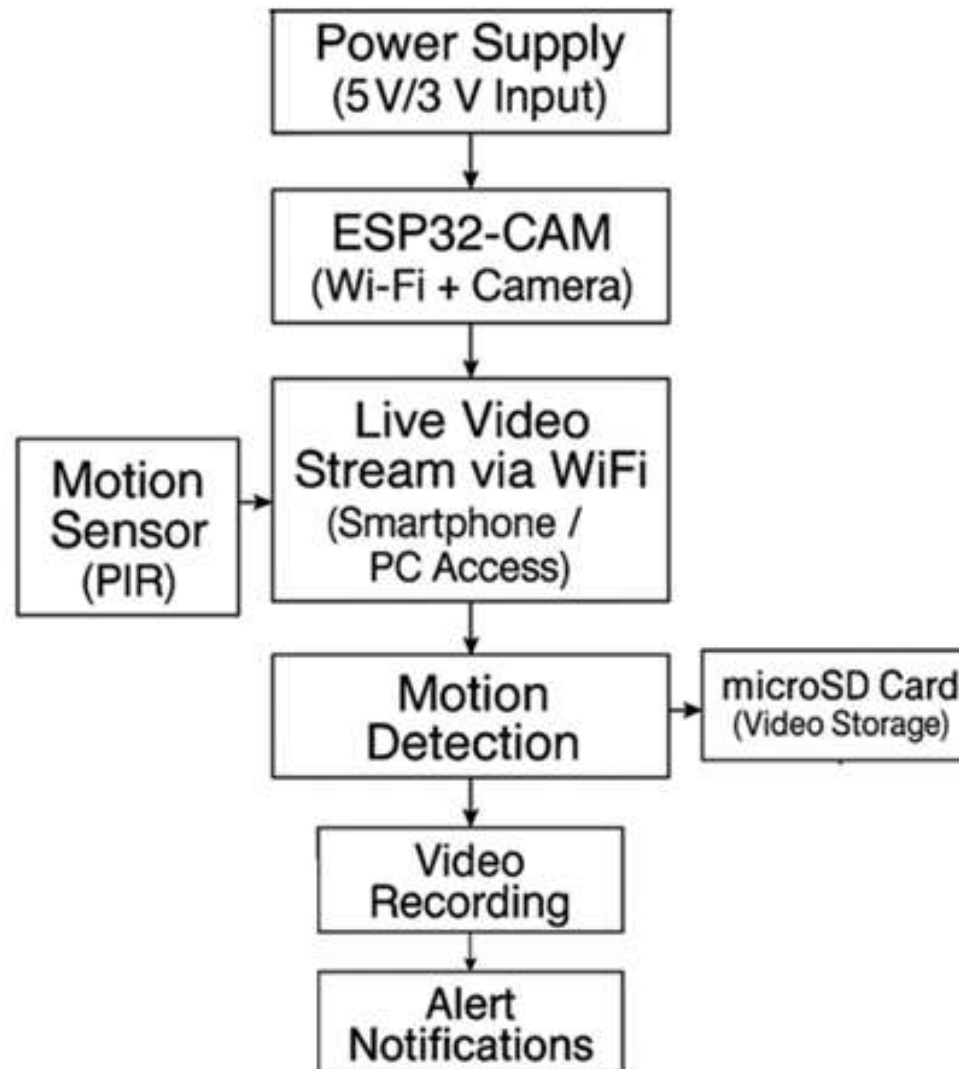 Power Supply
(5 V/3 V Input)
ESP32-CAM
(Wi-Fi + Camera)
Live Video
Stream via WiFi
(Smartphone /
PC Access)
Motion
Sensor
(PIR)
Motion
Detection
microSD Card
(Video Storage)
Video
Recording
Alert
Notifications